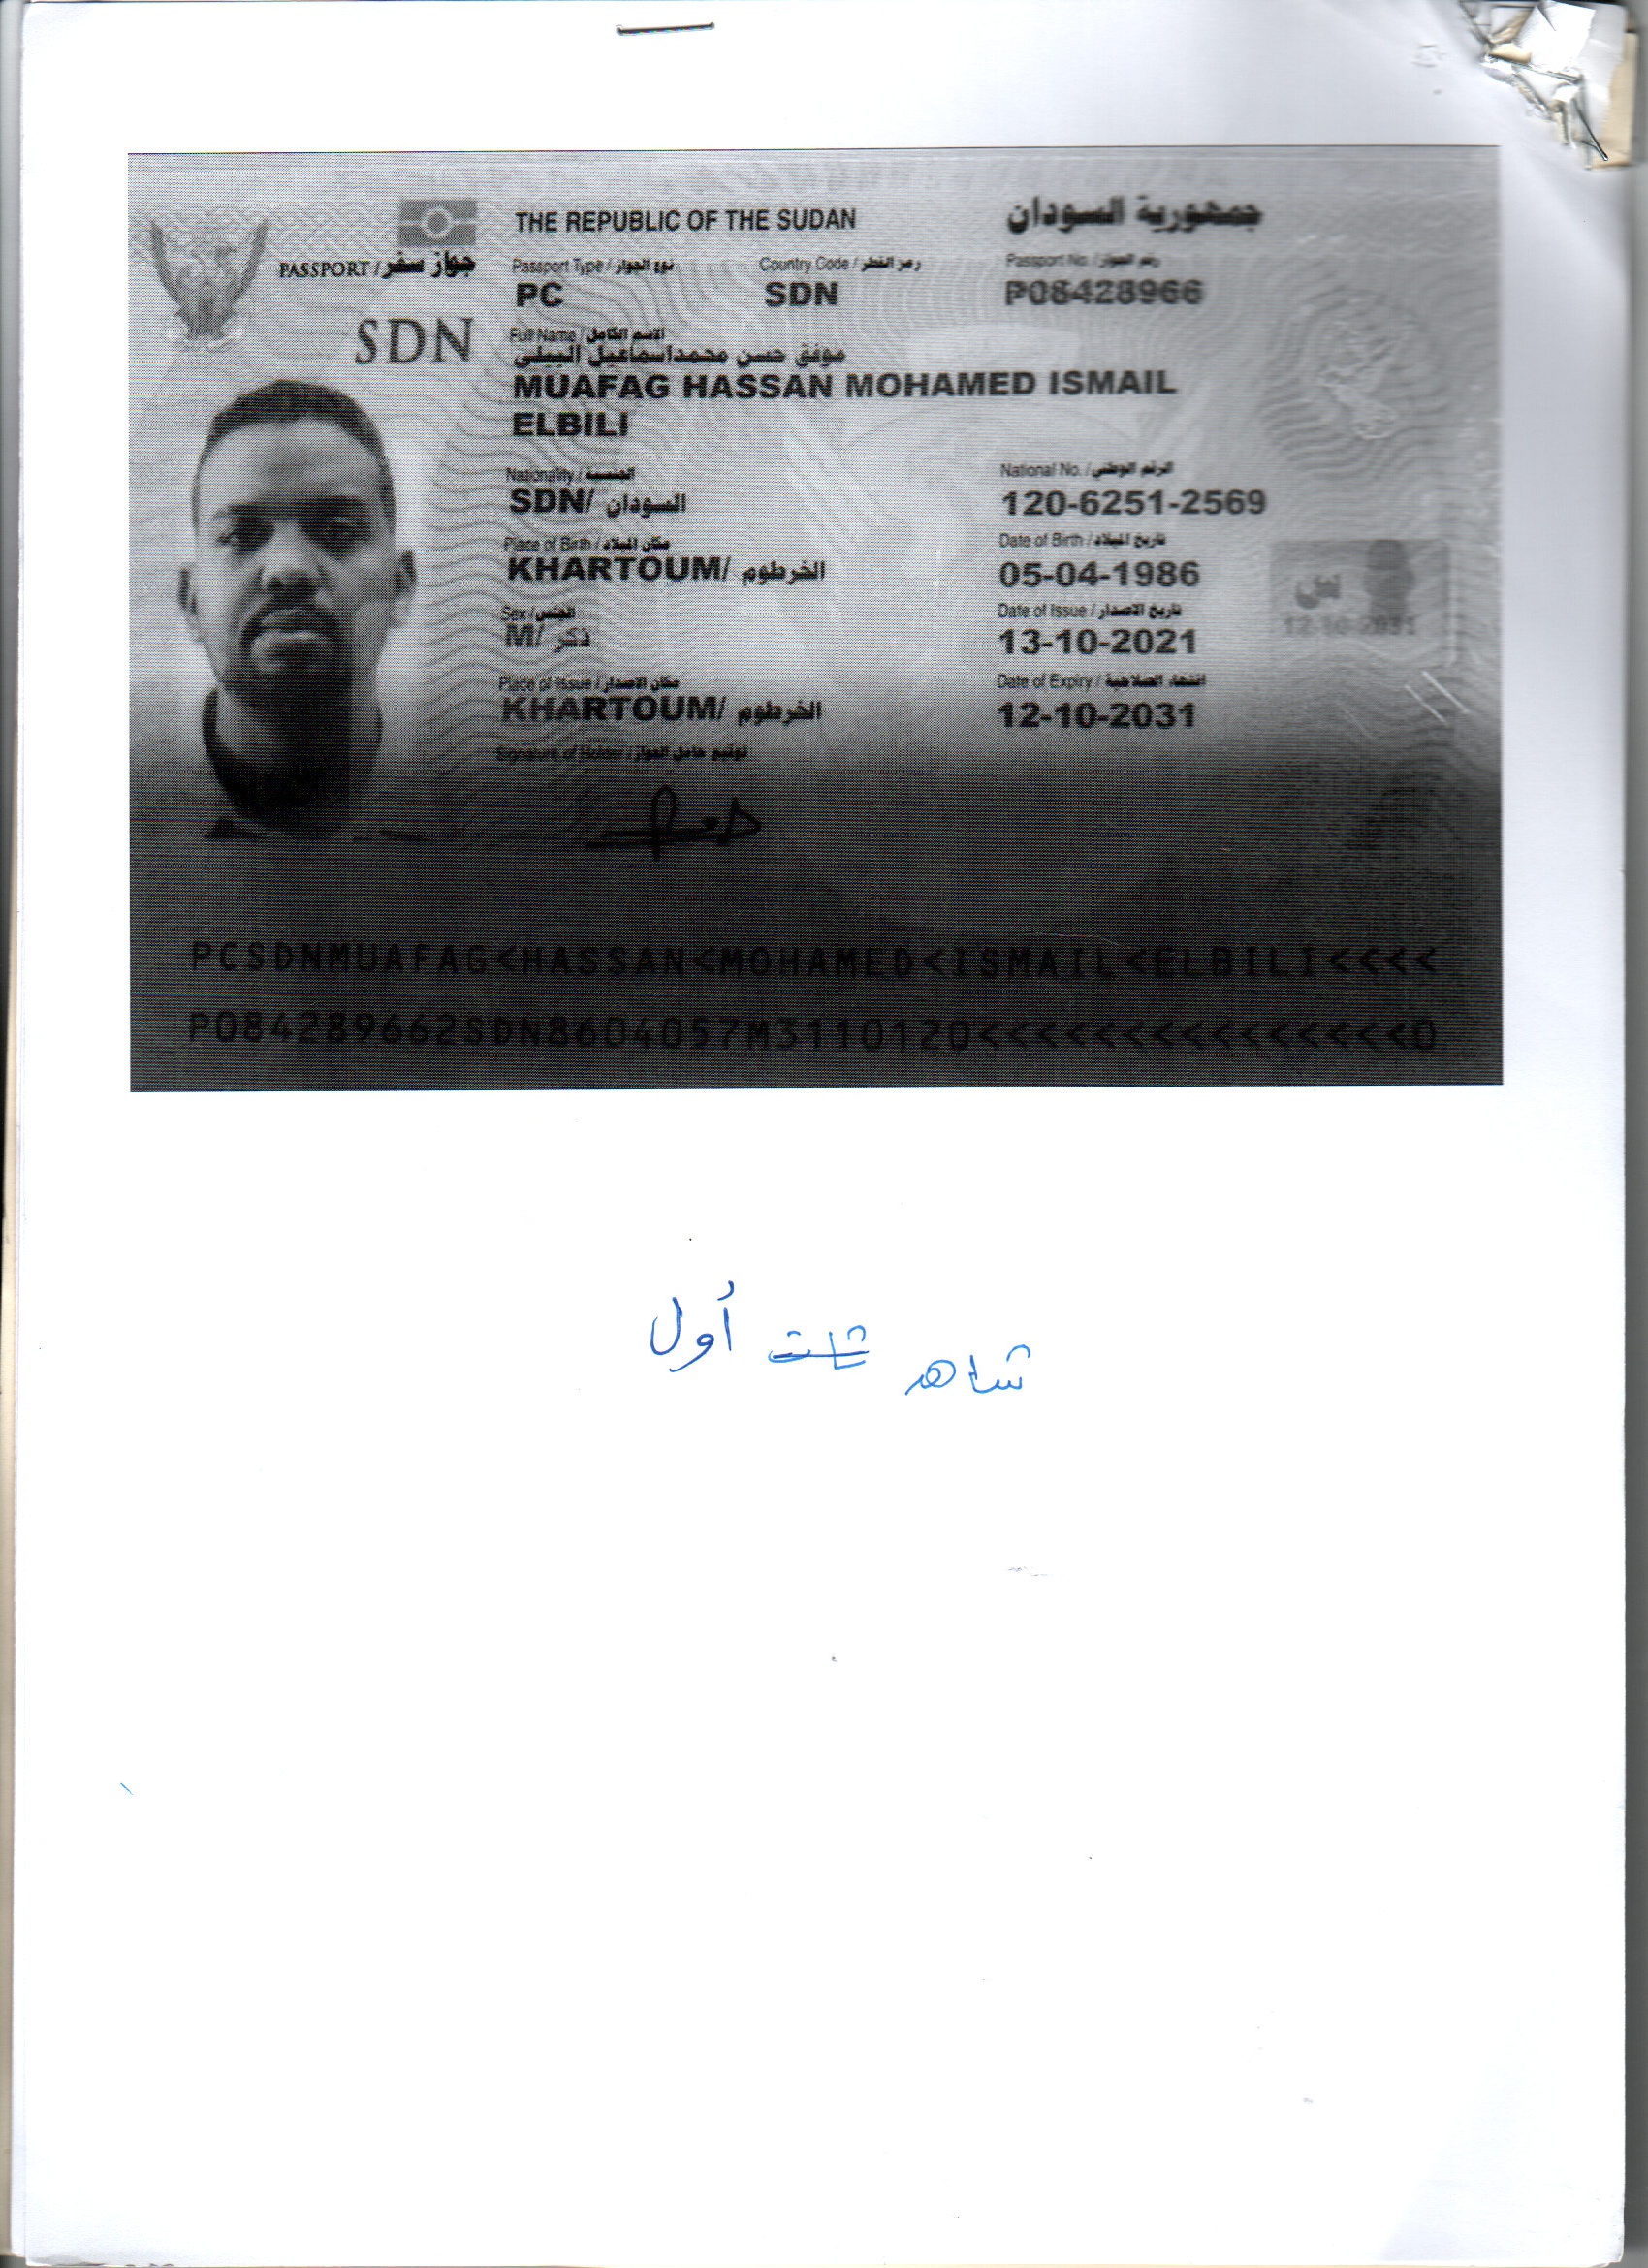 THE REPUBLIC OF THE SUDAN جمهورية السودان
PASSPORT / جواز سفر
Passport Type / نوع الجواز Country Code / رمز القطر Passport No. / رقم الجواز
PC SDN P08428966
SDN
Full Name / الاسم الكامل
موفق حسن محمداسماعيل البيلى
MUAFAG HASSAN MOHAMED ISMAIL
ELBILI
Nationality / الجنسية National No. / الرقم الوطني
SDN/ السودان 120-6251-2569
Place of Birth / مكان الميلاد Date of Birth / تاريخ الميلاد
KHARTOUM/ الخرطوم 05-04-1986
Sex / الجنس Date of Issue / تاريخ الاصدار
M/ ذكر 13-10-2021
Place of Issue / مكان الاصدار Date of Expiry / انتهاء الصلاحية
KHARTOUM/ الخرطوم 12-10-2031
Signature of Holder / توقيع حامل الجواز
PCSDNMUAFAG<HASSAN<MOHAMED<ISMAIL<ELBILI<<<<
P084289662SDN8604057M3110120<<<<<<<<<<<<<<<0
شاهد أول